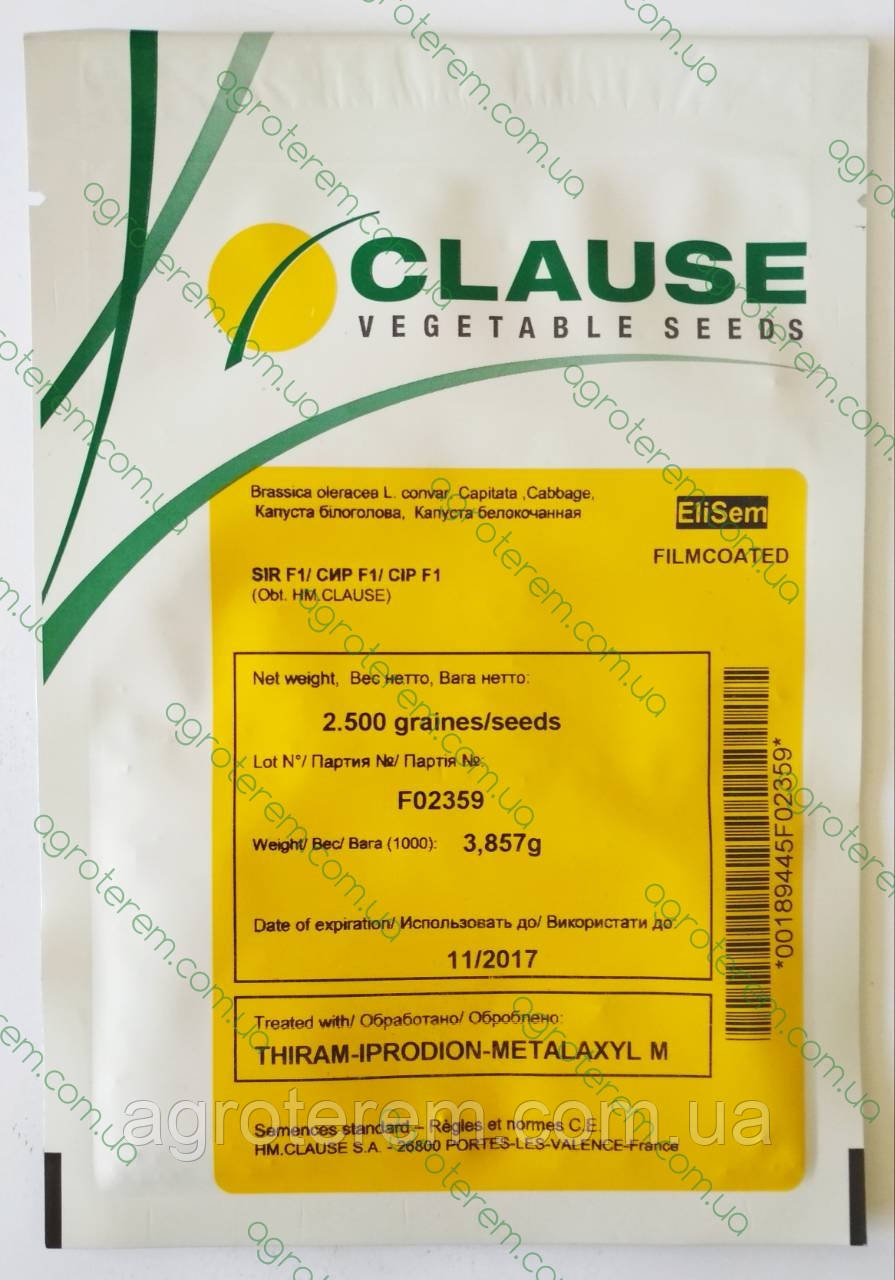 CLAUSE
VEGETABLE SEEDS
Brassica oleracea L. convar. Capitata ,Cabbage,
Капуста білоголова, Капуста белокочанная
EliSem
FILMCOATED
SIR F1/ СИР F1/ СІР F1
(Obt. HM.CLAUSE)
Net weight, Вес нетто, Вага нетто:
2.500 graines/seeds
Lot N°/ Партия №/ Партія №:
F02359
Weight/ Вес/ Вага (1000): 3,857g
Date of expiration/ Использовать до/ Використати до:
11/2017
*00189445F02359*
Treated with/ Обработано/ Оброблено:
THIRAM-IPRODION-METALAXYL M
Semences standard – Règles et normes C.E.
HM.CLAUSE S.A. - 26800 PORTES-LES-VALENCE-France
agroterem.com.ua